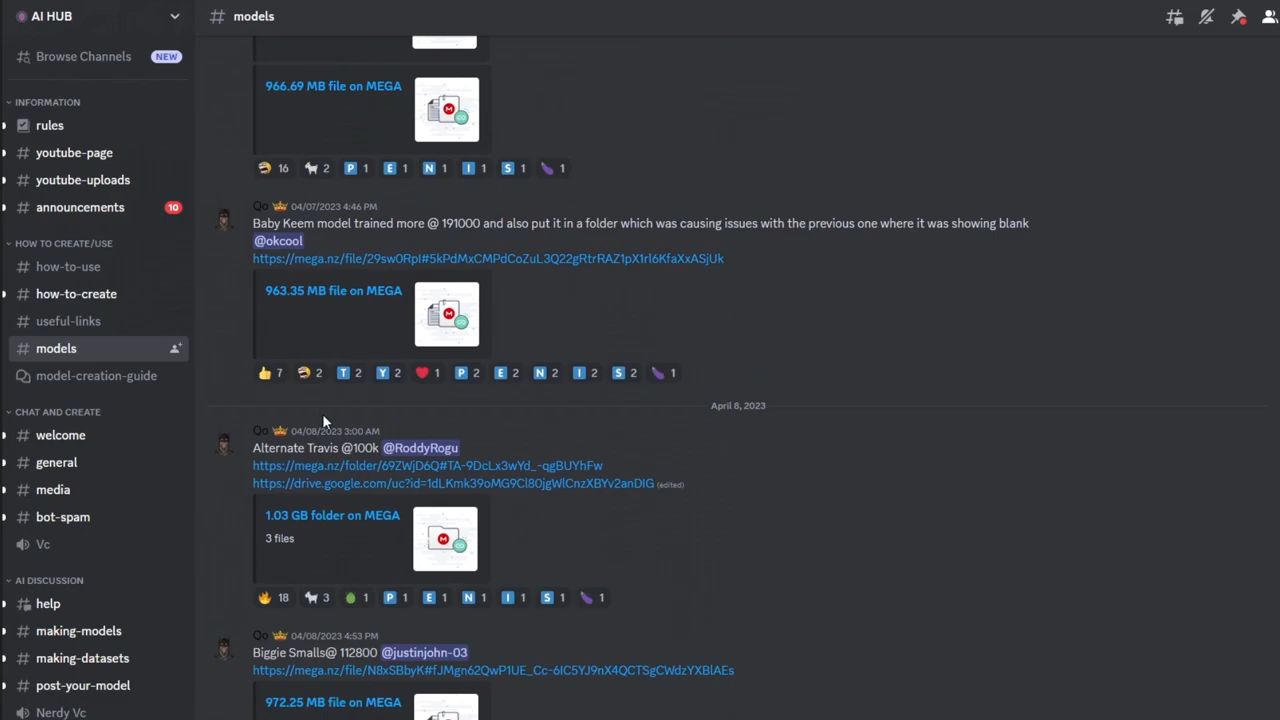 AI HUB
Browse Channels NEW
INFORMATION
rules
youtube-page
youtube-uploads
announcements 10
HOW TO CREATE/USE
how-to-use
how-to-create
useful-links
models
model-creation-guide
CHAT AND CREATE
welcome
general
media
bot-spam
Vc
AI DISCUSSION
help
making-models
making-datasets
post-your-model
Nerdy Vc
# models
966.69 MB file on MEGA
16 2 P 1 E 1 N 1 I 1 S 1 1
Qo 04/07/2023 4:46 PM
Baby Keem model trained more @ 191000 and also put it in a folder which was causing issues with the previous one where it was showing blank
@okcool
https://mega.nz/file/29sw0RpI#5kPdMxCMPdCoZuL3Q22gRtrRAZ1pX1rl6KfaXxASjUk
963.35 MB file on MEGA
7 2 T 2 Y 2 1 P 2 E 2 N 2 I 2 S 2 1
April 8, 2023
Qo 04/08/2023 3:00 AM
Alternate Travis @100k @RoddyRogu
https://mega.nz/folder/69ZWjD6Q#TA-9DcLx3wYd_-qgBUYhFw
https://drive.google.com/uc?id=1dLKmk39oMG9Cl80jgWlCnzXBYv2anDIG (edited)
1.03 GB folder on MEGA
3 files
18 3 1 P 1 E 1 N 1 I 1 S 1 1
Qo 04/08/2023 4:53 PM
Biggie Smalls@ 112800 @justinjohn-03
https://mega.nz/file/N8xSBbyK#fJMgn62QwP1UE_Cc-6IC5YJ9nX4QCTSgCWdzYXBlAEs
972.25 MB file on MEGA